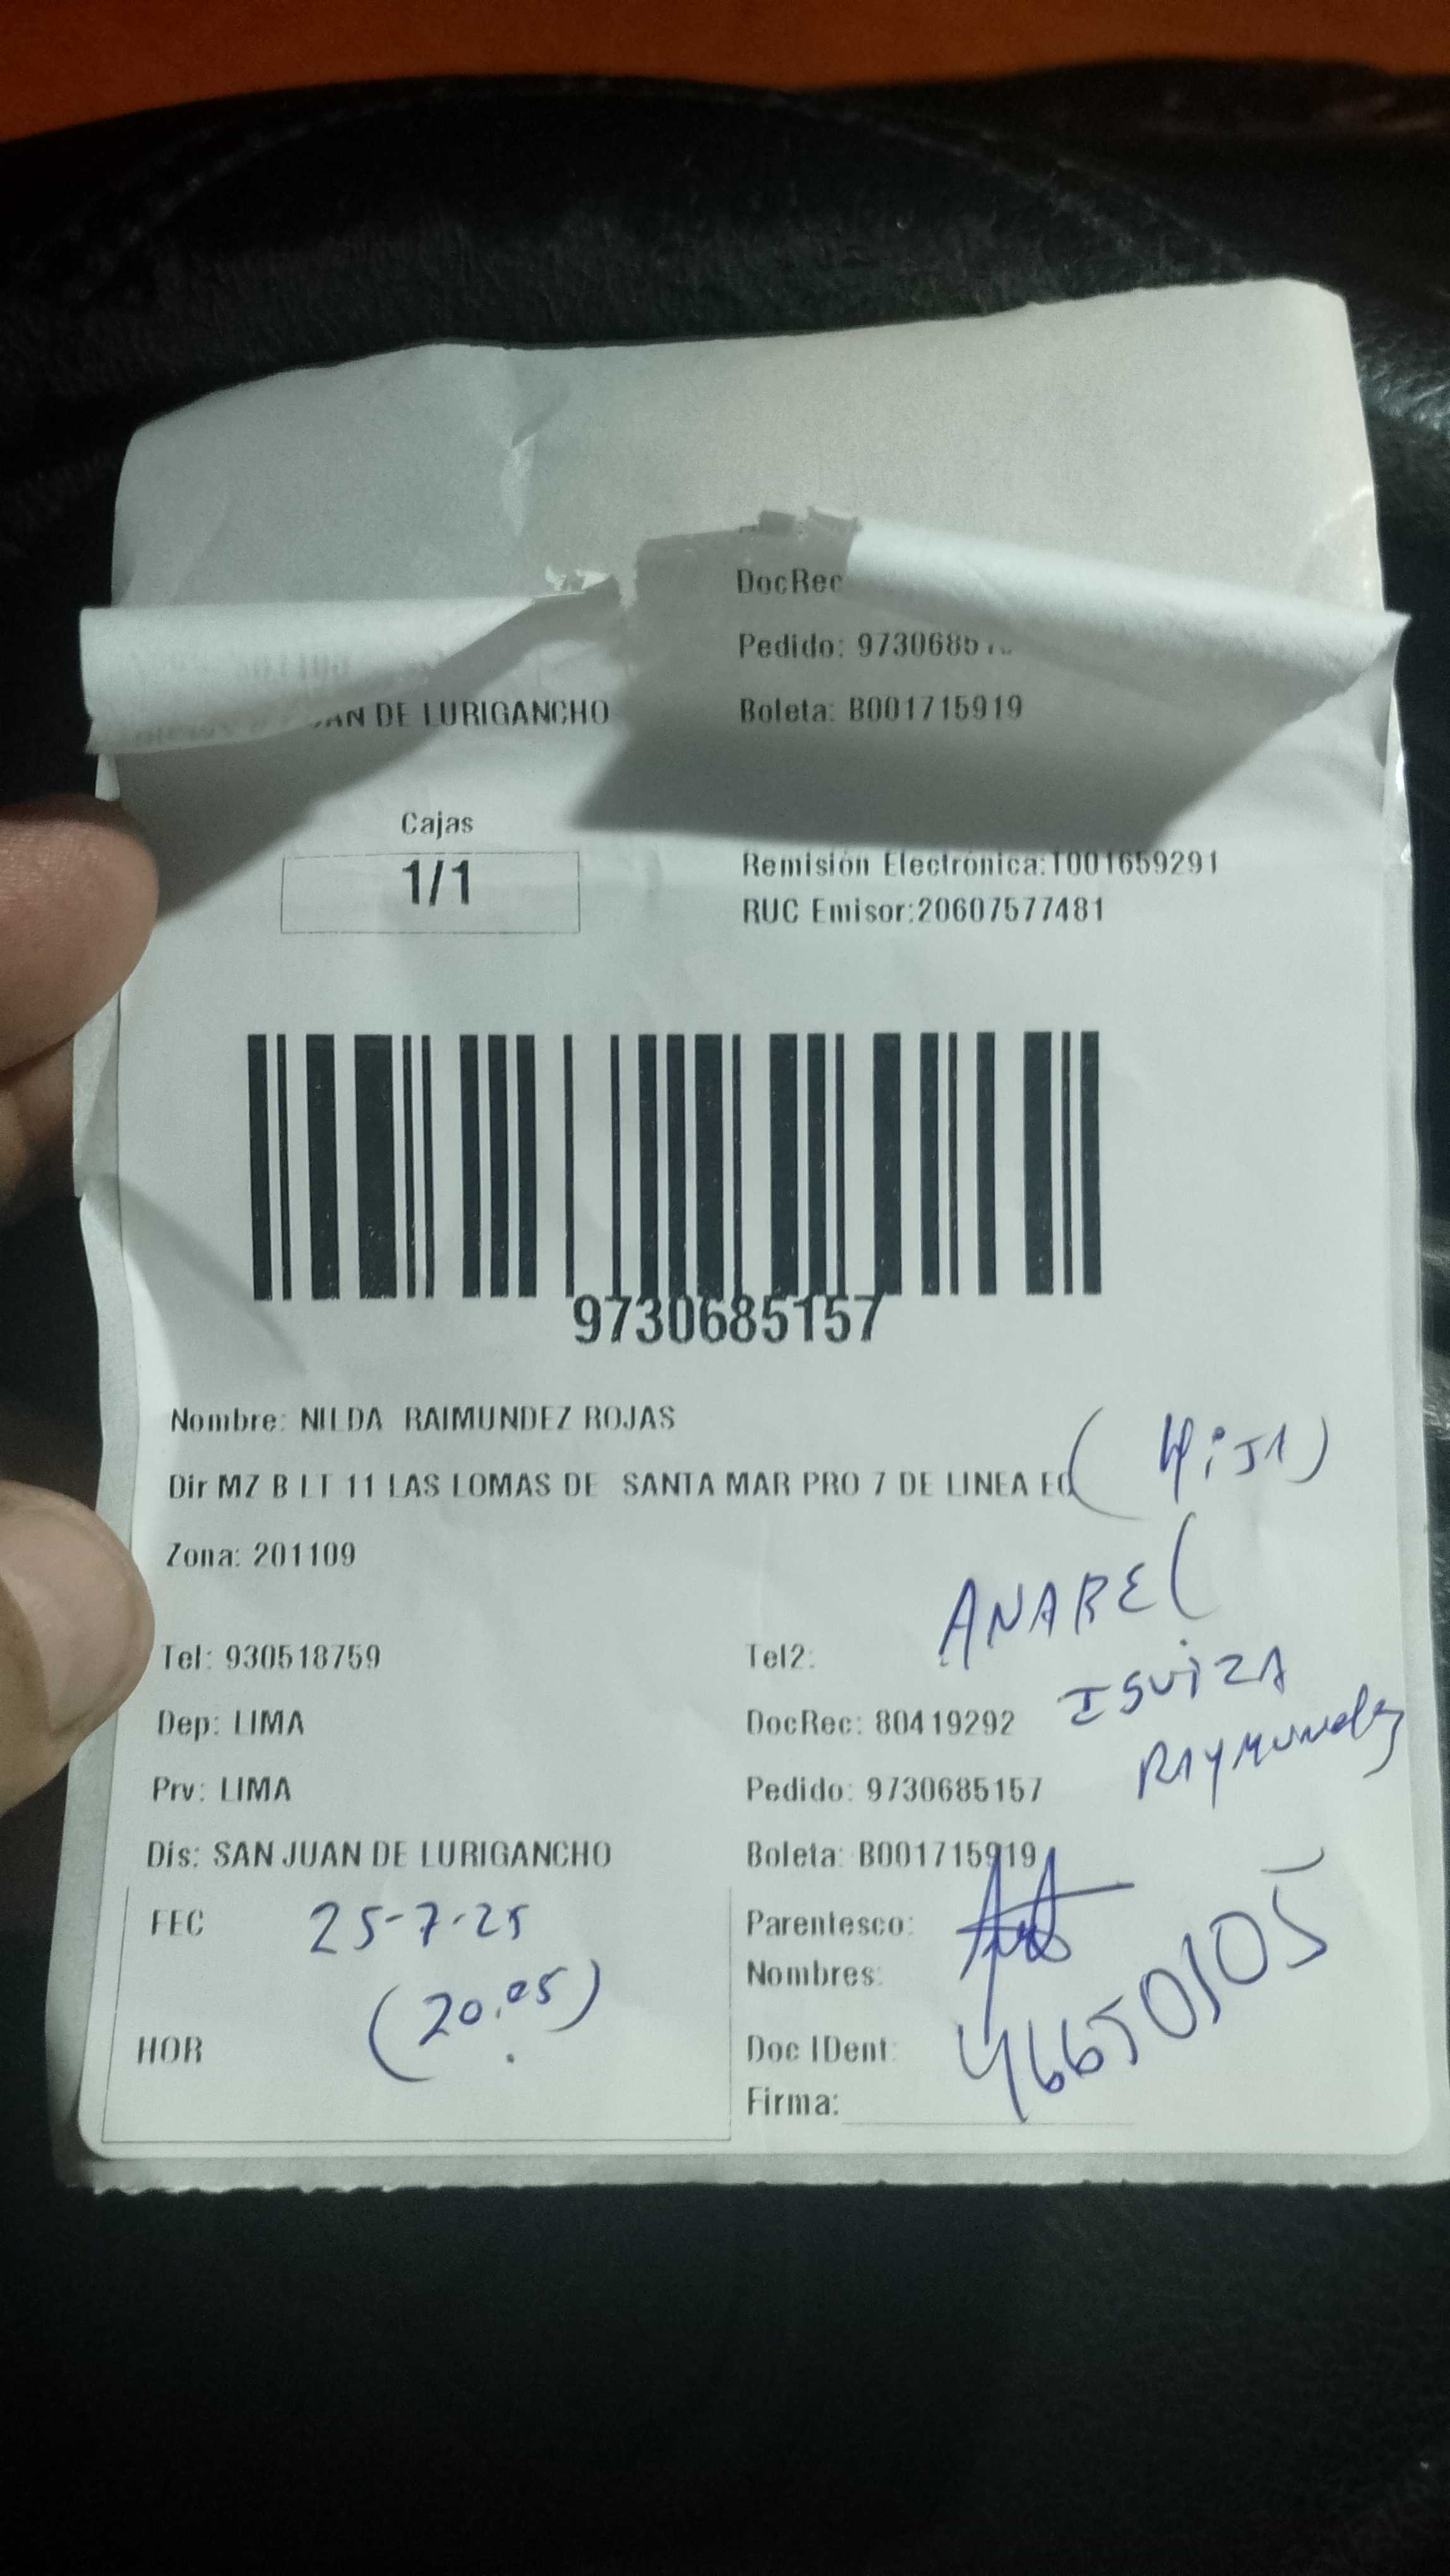 DocRec
Pedido: 9730685
DE LURIGANCHO
Boleta: B001715919
Cajas
1/1
Remisión Electrónica:T001659291
RUC Emisor:20607577481
9730685157
Nombre: NILDA RAIMUNDEZ ROJAS
(HiJA)
Dir MZ B LT 11 LAS LOMAS DE SANTA MAR PRO 7 DE LINEA EC
Zona: 201109
ANABEL
Tel: 930518759
Tel2:
ISUIZA
Dep: LIMA
DocRec: 80419292
RAYMUNDEZ
Prv: LIMA
Pedido: 9730685157
Dis: SAN JUAN DE LURIGANCHO
Boleta: B001715919
FEC 25-7-25
Parentesco:
Nombres:
(20:05)
HOR
Doc IDent: 46650105
Firma: